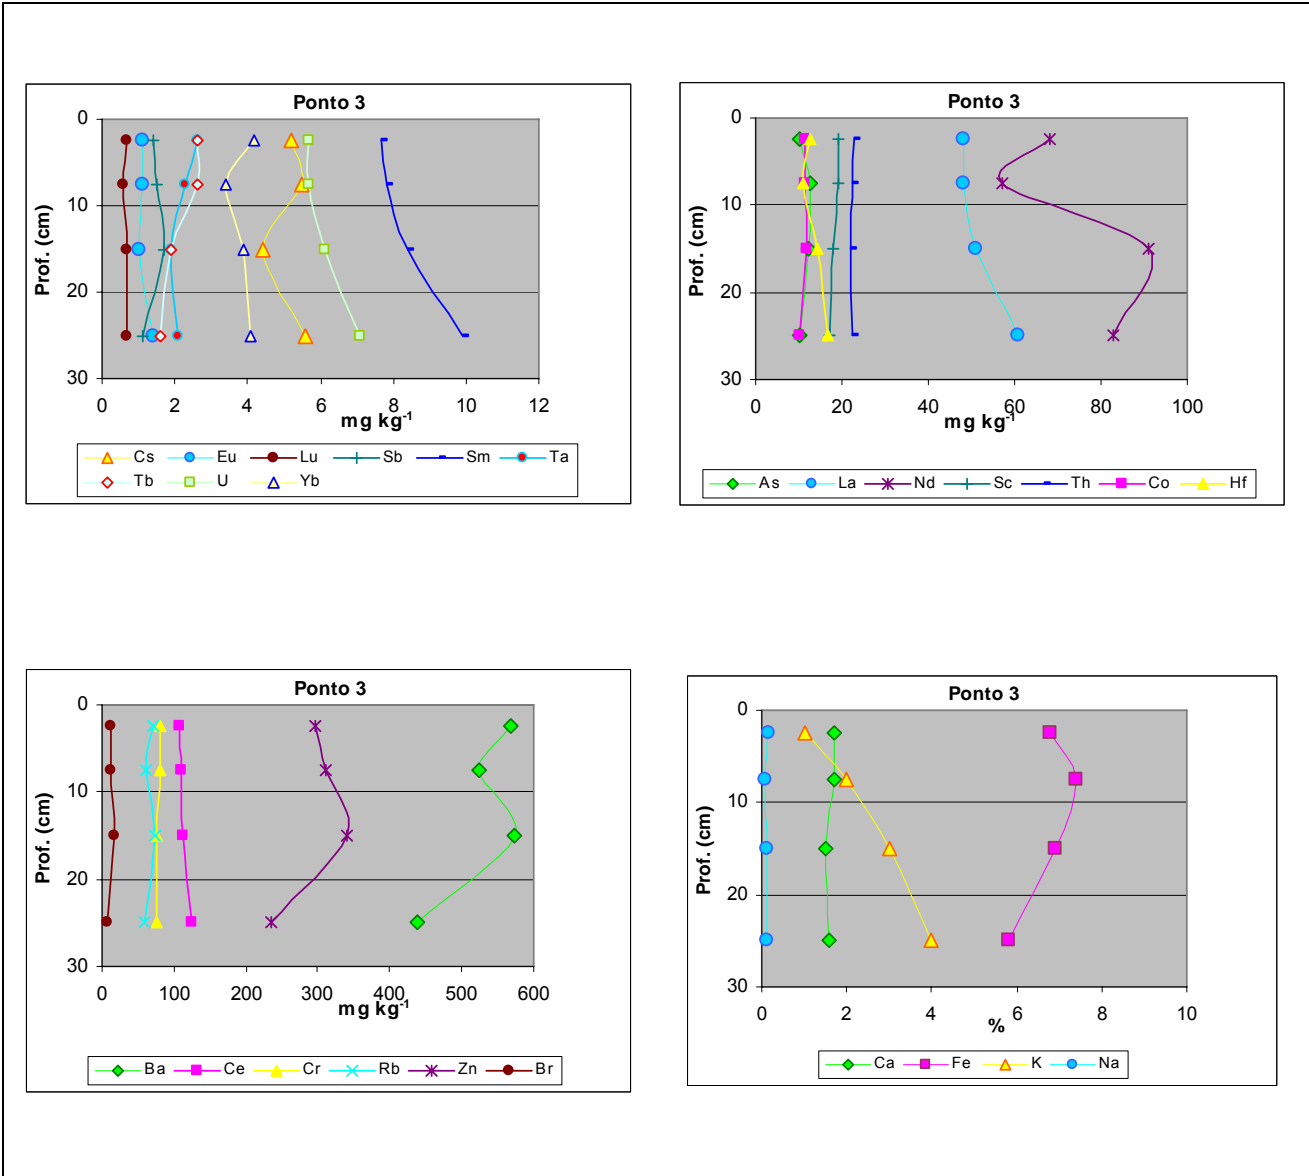 Ponto 3
0
10
20
30
Prof. (cm)
0 2 4 6 8 10 12
mg kg⁻¹
Cs Eu Lu Sb Sm Ta
Tb U Yb
Ponto 3
0
10
20
30
Prof. (cm)
0 20 40 60 80 100
mg kg⁻¹
As La Nd Sc Th Co Hf
Ponto 3
0
10
20
30
Prof. (cm)
0 100 200 300 400 500 600
mg kg⁻¹
Ba Ce Cr Rb Zn Br
Ponto 3
0
10
20
30
Prof. (cm)
0 2 4 6 8 10
%
Ca Fe K Na